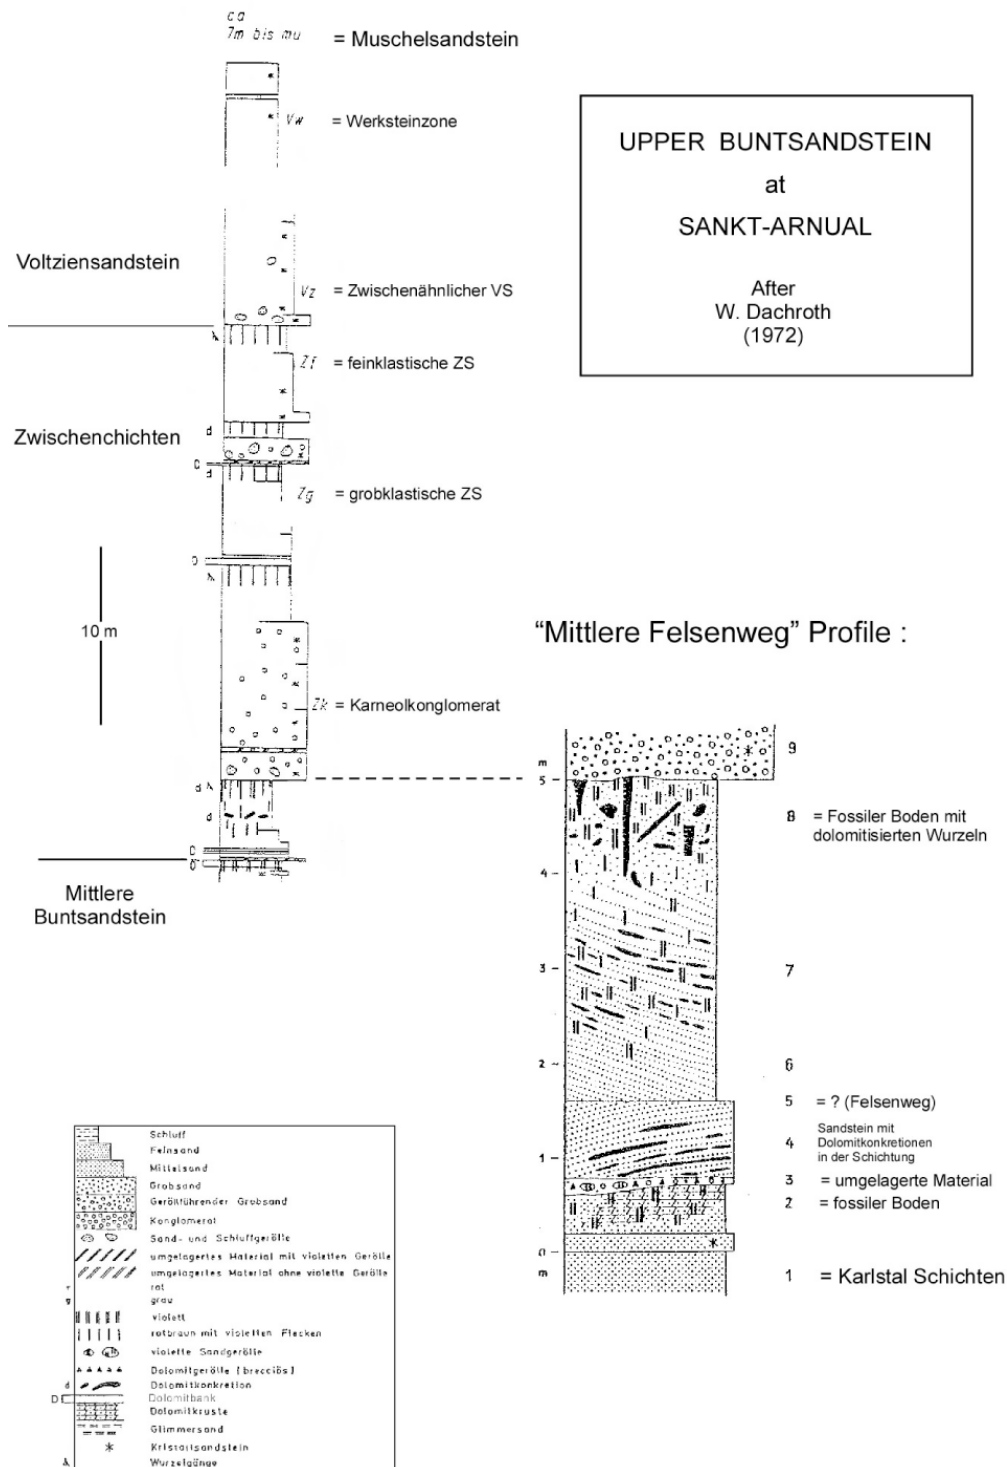 ca
7m bis mu = Muschelsandstein
Vw = Werksteinzone
UPPER BUNTSANDSTEIN
at
SANKT-ARNUAL
After
W. Dachroth
(1972)
Voltziensandstein
Vz = Zwischenähnlicher VS
Zf = feinklastische ZS
Zwischenchichten
d
D
d
Zg = grobklastische ZS
D
10 m
Zk = Karneolkonglomerat
d
d
D
Mittlere
Buntsandstein
"Mittlere Felsenweg" Profile :
m
9
5
8 = Fossiler Boden mit
dolomitisierten Wurzeln
4
3
7
2
6
5 = ? (Felsenweg)
Sandstein mit
4 Dolomitkonkretionen
in der Schichtung
1
3 = umgelagerte Material
2 = fossiler Boden
0
m
1 = Karlstal Schichten
Schluff
Feinsand
Mittelsand
Grobsand
Geröllführender Grobsand
Konglomerat
Sand- und Schluffgerölle
umgelagertes Material mit violetten Gerölle
umgelagertes Material ohne violette Gerölle
r rot
g grau
violett
rotbraun mit violetten Flecken
violette Sandgerölle
Dolomitgerölle (brecciös)
d Dolomitkonkretion
D Dolomitbank
Dolomitkruste
Glimmersand
Kristallsandstein
Wurzelgänge